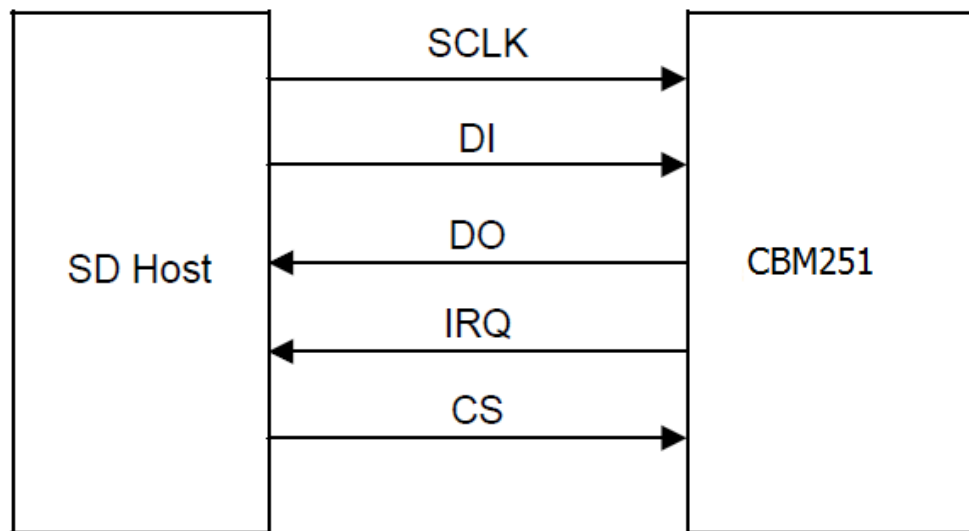 SCLK
DI
DO
SD Host
CBM251
IRQ
CS